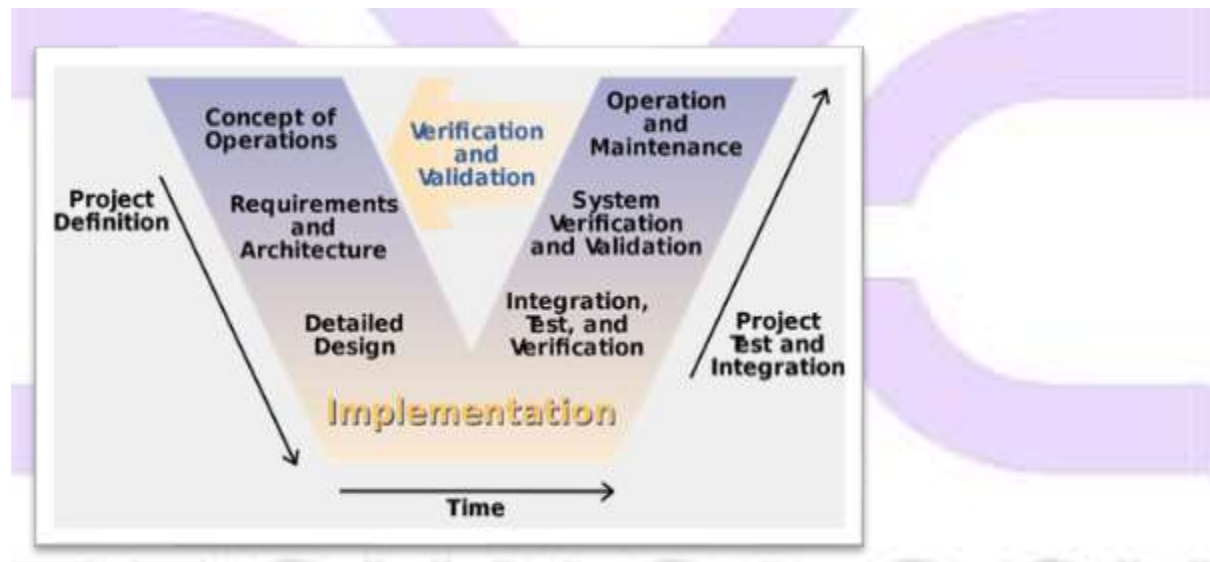 Concept of
Operations
Verification
and
Validation
Operation
and
Maintenance
Project
Definition
Requirements
and
Architecture
System
Verification
and Validation
Detailed
Design
Integration,
Test, and
Verification
Project
Test and
Integration
Implementation
Time